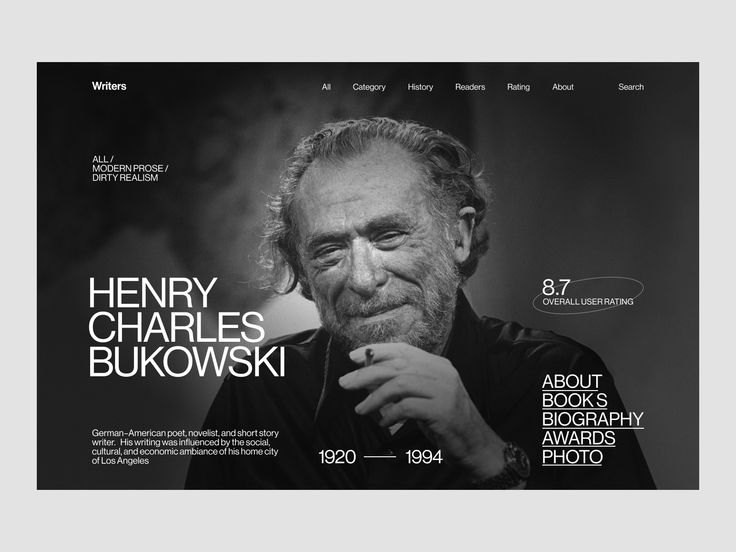 Writers
All Category History Readers Rating About Search
ALL /
MODERN PROSE /
DIRTY REALISM
HENRY
CHARLES
BUKOWSKI
8.7
OVERALL USER RATING
ABOUT
BOOKS
BIOGRAPHY
AWARDS
PHOTO
German–American poet, novelist, and short story
writer. His writing was influenced by the social,
cultural, and economic ambiance of his home city
of Los Angeles
1920 — 1994